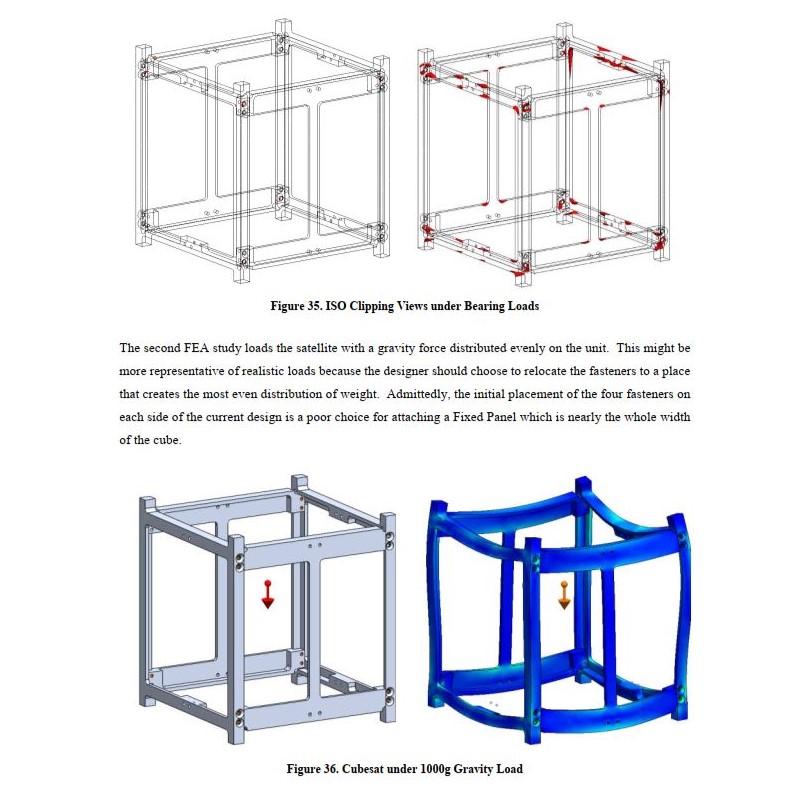 Figure 35. ISO Clipping Views under Bearing Loads
The second FEA study loads the satellite with a gravity force distributed evenly on the unit. This might be
more representative of realistic loads because the designer should choose to relocate the fasteners to a place
that creates the most even distribution of weight. Admittedly, the initial placement of the four fasteners on
each side of the current design is a poor choice for attaching a Fixed Panel which is nearly the whole width
of the cube.
Figure 36. Cubesat under 1000g Gravity Load